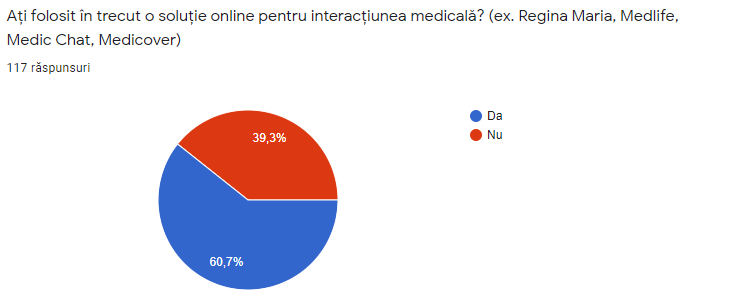 Ați folosit în trecut o soluție online pentru interacțiunea medicală? (ex. Regina Maria, Medlife,
Medic Chat, Medicover)
117 răspunsuri
39,3%
60,7%
Da
Nu